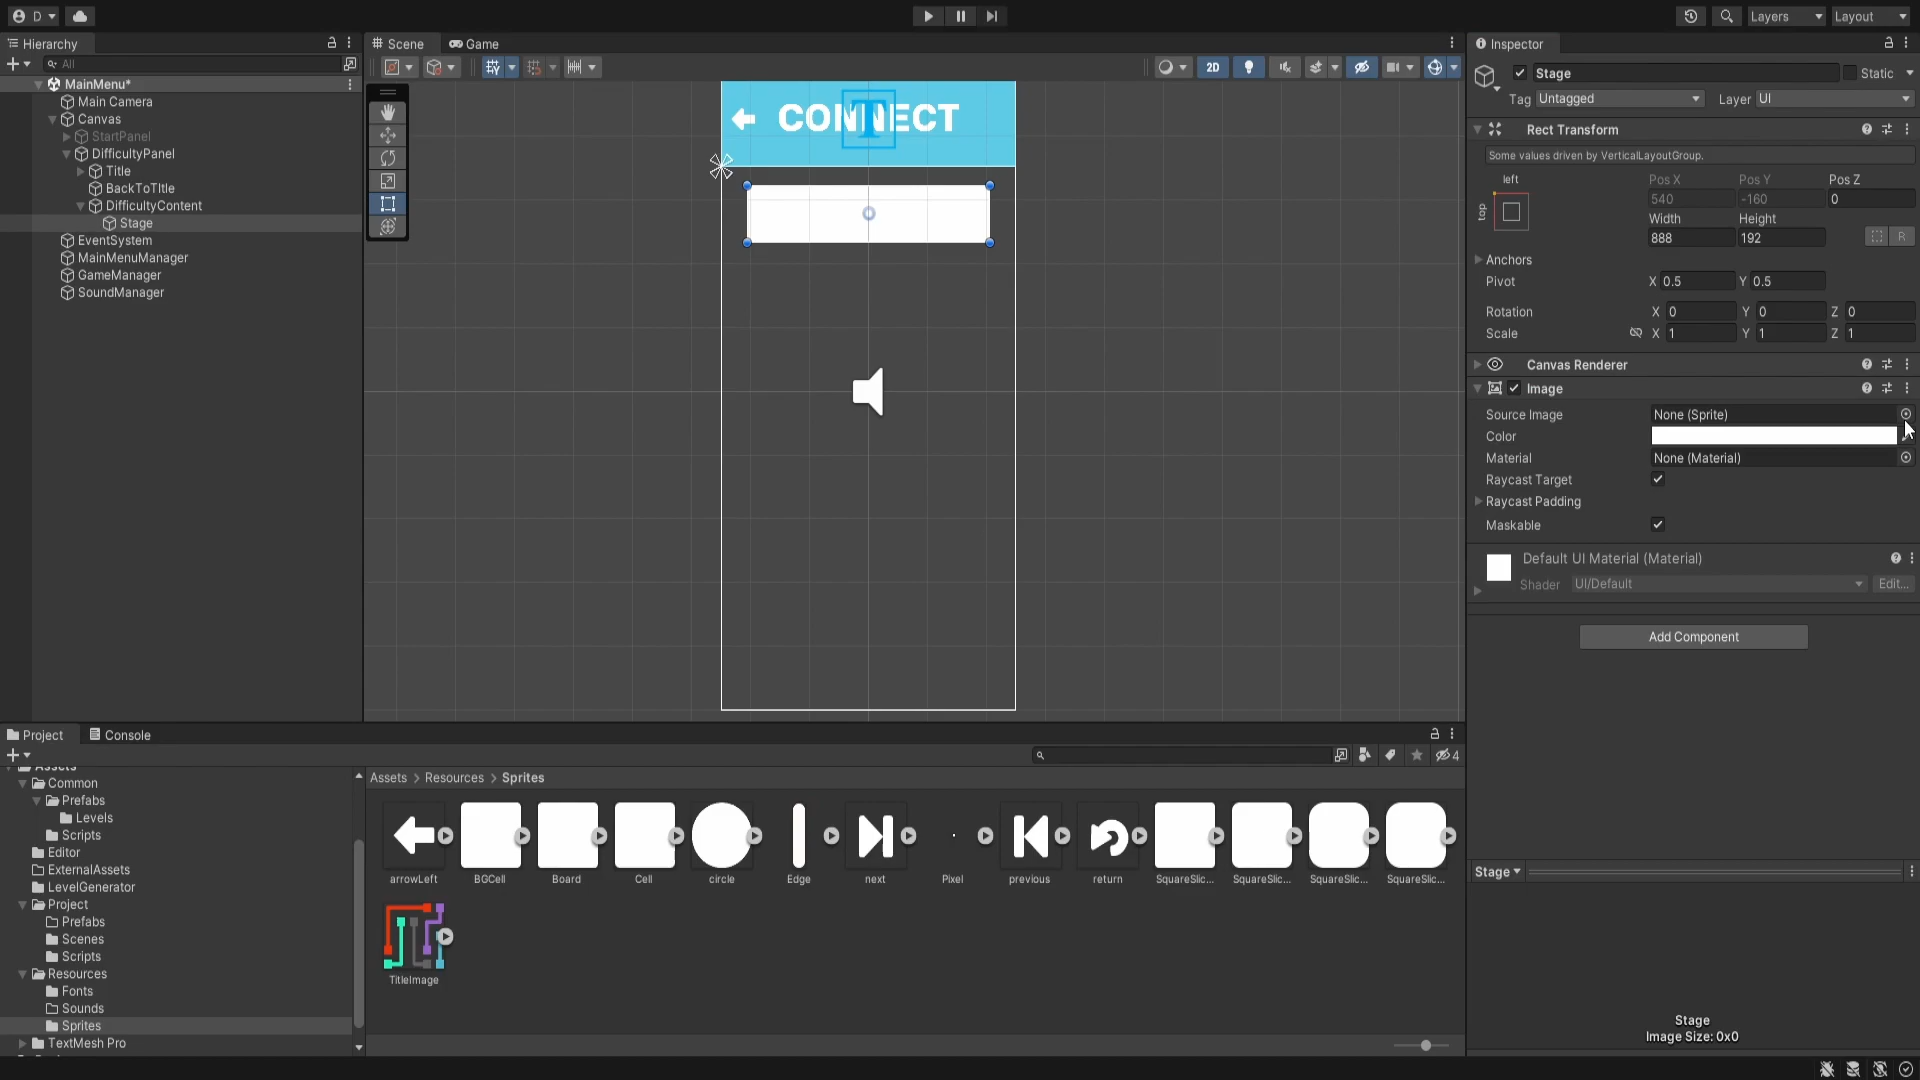 D
Layers
Layout
Hierarchy
Scene
Game
Inspector
All
2D
Stage
Static
Tag Untagged
Layer UI
MainMenu*
Main Camera
Canvas
StartPanel
DifficultyPanel
Title
BackToTItle
DifficultyContent
Stage
EventSystem
MainMenuManager
GameManager
SoundManager
CONNECT
T
Rect Transform
Some values driven by VerticalLayoutGroup.
left
top
Pos X
Pos Y
Pos Z
540
-160
0
Width
Height
888
192
R
Anchors
Pivot
X 0.5
Y 0.5
Rotation
X 0
Y 0
Z 0
Scale
X 1
Y 1
Z 1
Canvas Renderer
Image
Source Image
None (Sprite)
Color
Material
None (Material)
Raycast Target
Raycast Padding
Maskable
Default UI Material (Material)
Shader
UI/Default
Edit...
Add Component
Project
Console
4
Assets
Common
Prefabs
Levels
Scripts
Editor
ExternalAssets
LevelGenerator
Project
Prefabs
Scenes
Scripts
Resources
Fonts
Sounds
Sprites
TextMesh Pro
Assets > Resources > Sprites
arrowLeft
BGCell
Board
Cell
circle
Edge
next
Pixel
previous
return
SquareSlic...
SquareSlic...
SquareSlic...
SquareSlic...
TitleImage
Stage
Stage
Image Size: 0x0